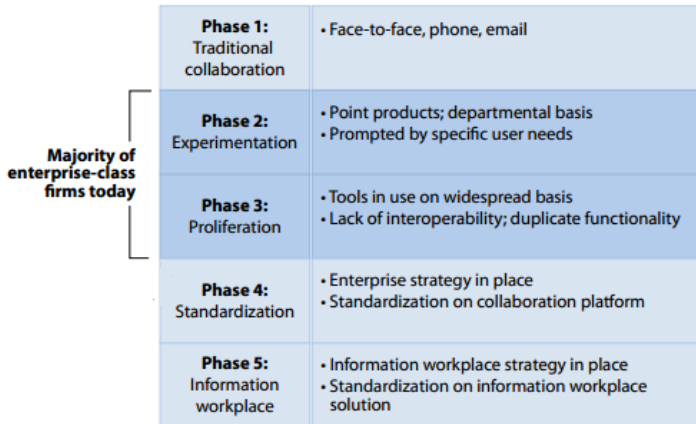 Phase 1:
Traditional
collaboration
• Face-to-face, phone, email
Majority of
enterprise-class
firms today
Phase 2:
Experimentation
• Point products; departmental basis
• Prompted by specific user needs
Phase 3:
Proliferation
• Tools in use on widespread basis
• Lack of interoperability; duplicate functionality
Phase 4:
Standardization
• Enterprise strategy in place
• Standardization on collaboration platform
Phase 5:
Information
workplace
• Information workplace strategy in place
• Standardization on information workplace
solution